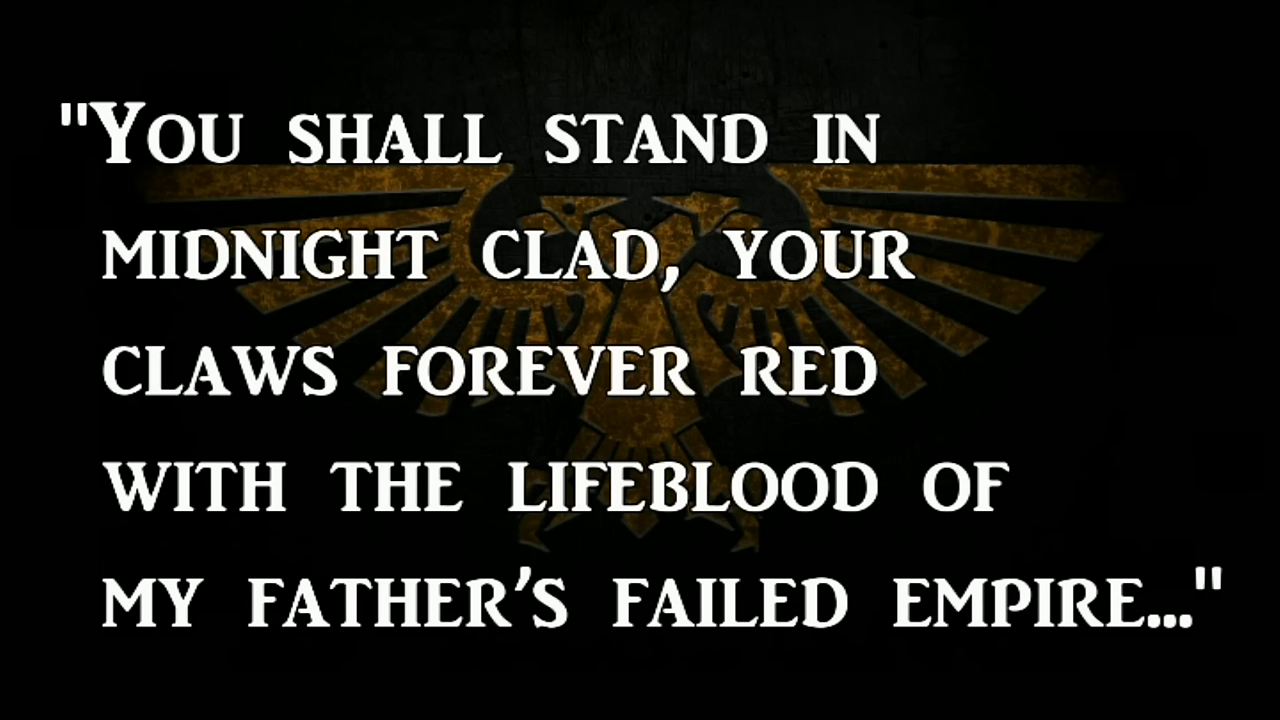 "You shall stand in
midnight clad, your
claws forever red
with the lifeblood of
my father's failed empire..."